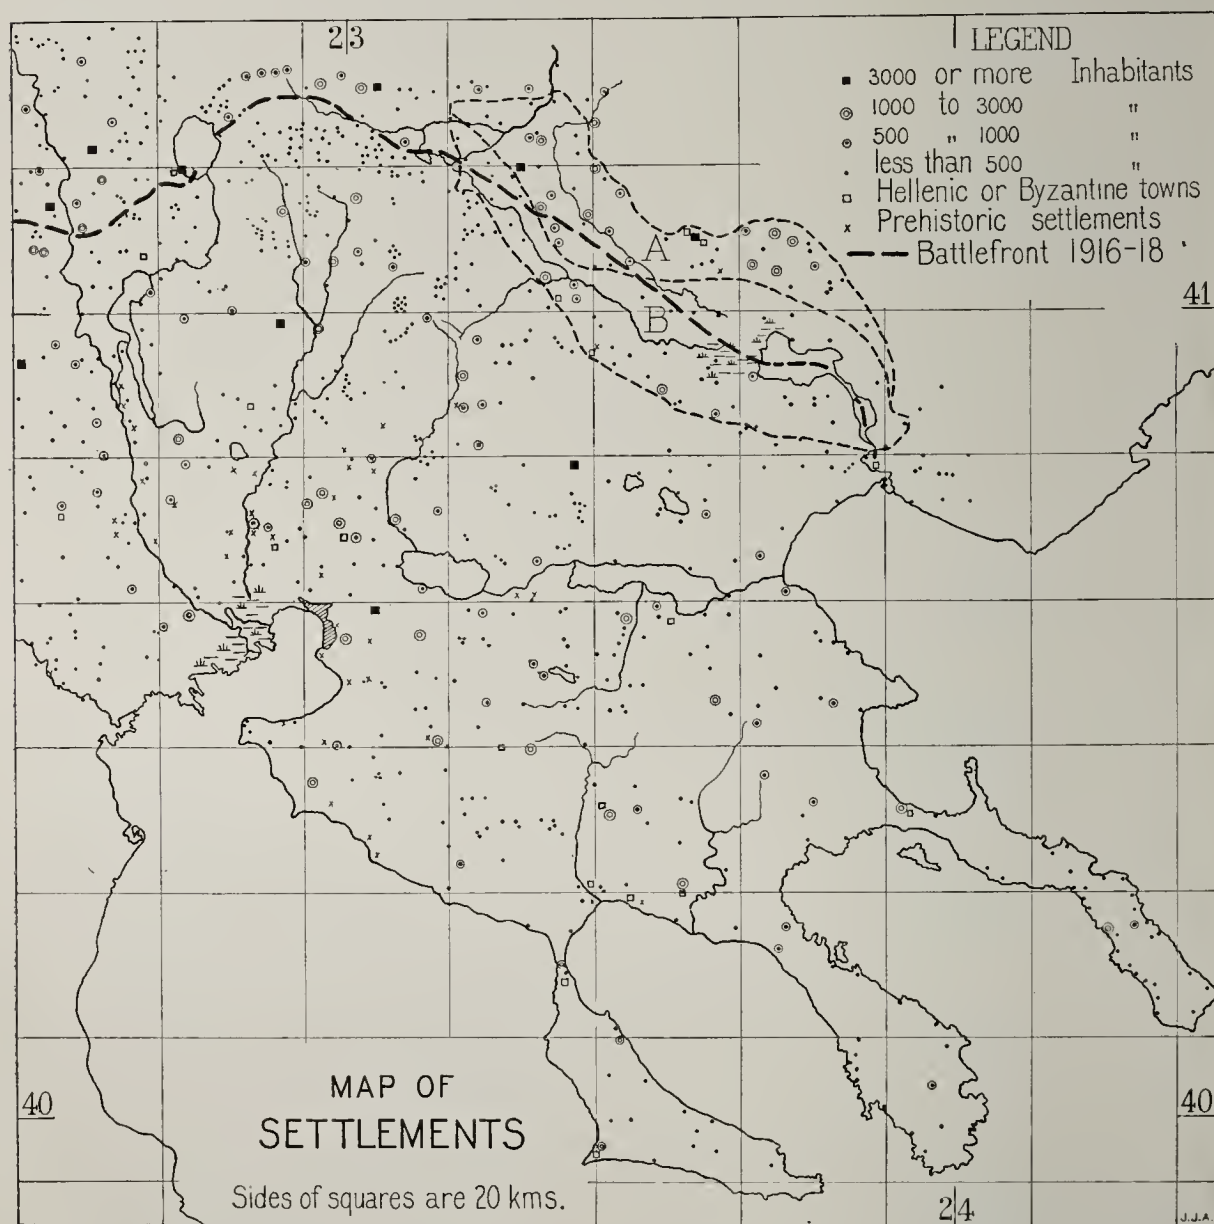 23
LEGEND
3000 or more Inhabitants
1000 to 3000 "
500 " 1000 "
less than 500 "
Hellenic or Byzantine towns
Prehistoric settlements
Battlefront 1916-18
A
41
B
MAP OF
SETTLEMENTS
40
40
Sides of squares are 20 kms.
24
J.J.A.